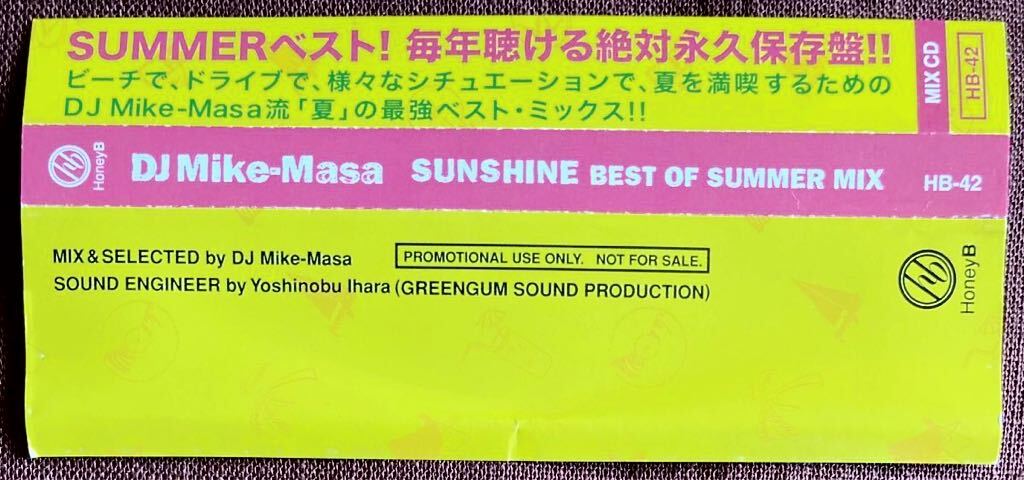 SUMMERベスト! 毎年聴ける絶対永久保存盤!!
ビーチで、ドライブで、様々なシチュエーションで、夏を満喫するための
DJ Mike-Masa流「夏」の最強ベスト・ミックス!!
MIX CD
HB-42
hb
HoneyB
DJ Mike-Masa SUNSHINE BEST OF SUMMER MIX HB-42
MIX & SELECTED by DJ Mike-Masa
PROMOTIONAL USE ONLY. NOT FOR SALE.
SOUND ENGINEER by Yoshinobu Ihara (GREENGUM SOUND PRODUCTION)
hb
HoneyB